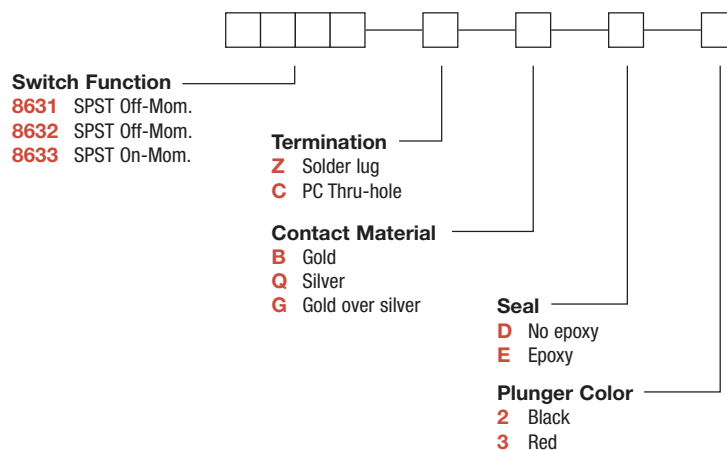 Switch Function
8631 SPST Off-Mom.
8632 SPST Off-Mom.
8633 SPST On-Mom.
Termination
Z Solder lug
C PC Thru-hole
Contact Material
B Gold
Q Silver
G Gold over silver
Seal
D No epoxy
E Epoxy
Plunger Color
2 Black
3 Red